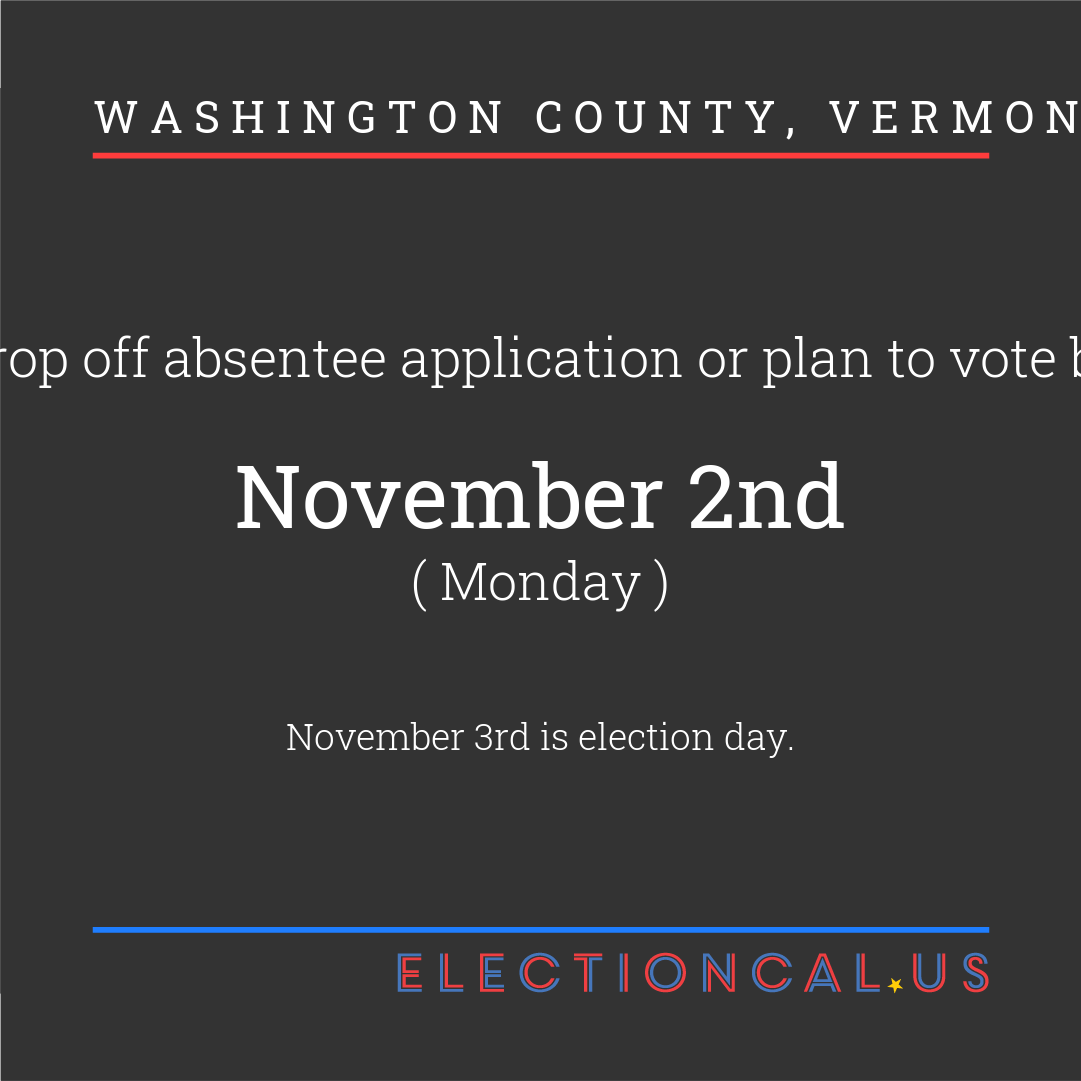 WASHINGTON COUNTY, VERMON
rop off absentee application or plan to vote b
November 2nd
( Monday )
November 3rd is election day.
ELECTIONCAL.US